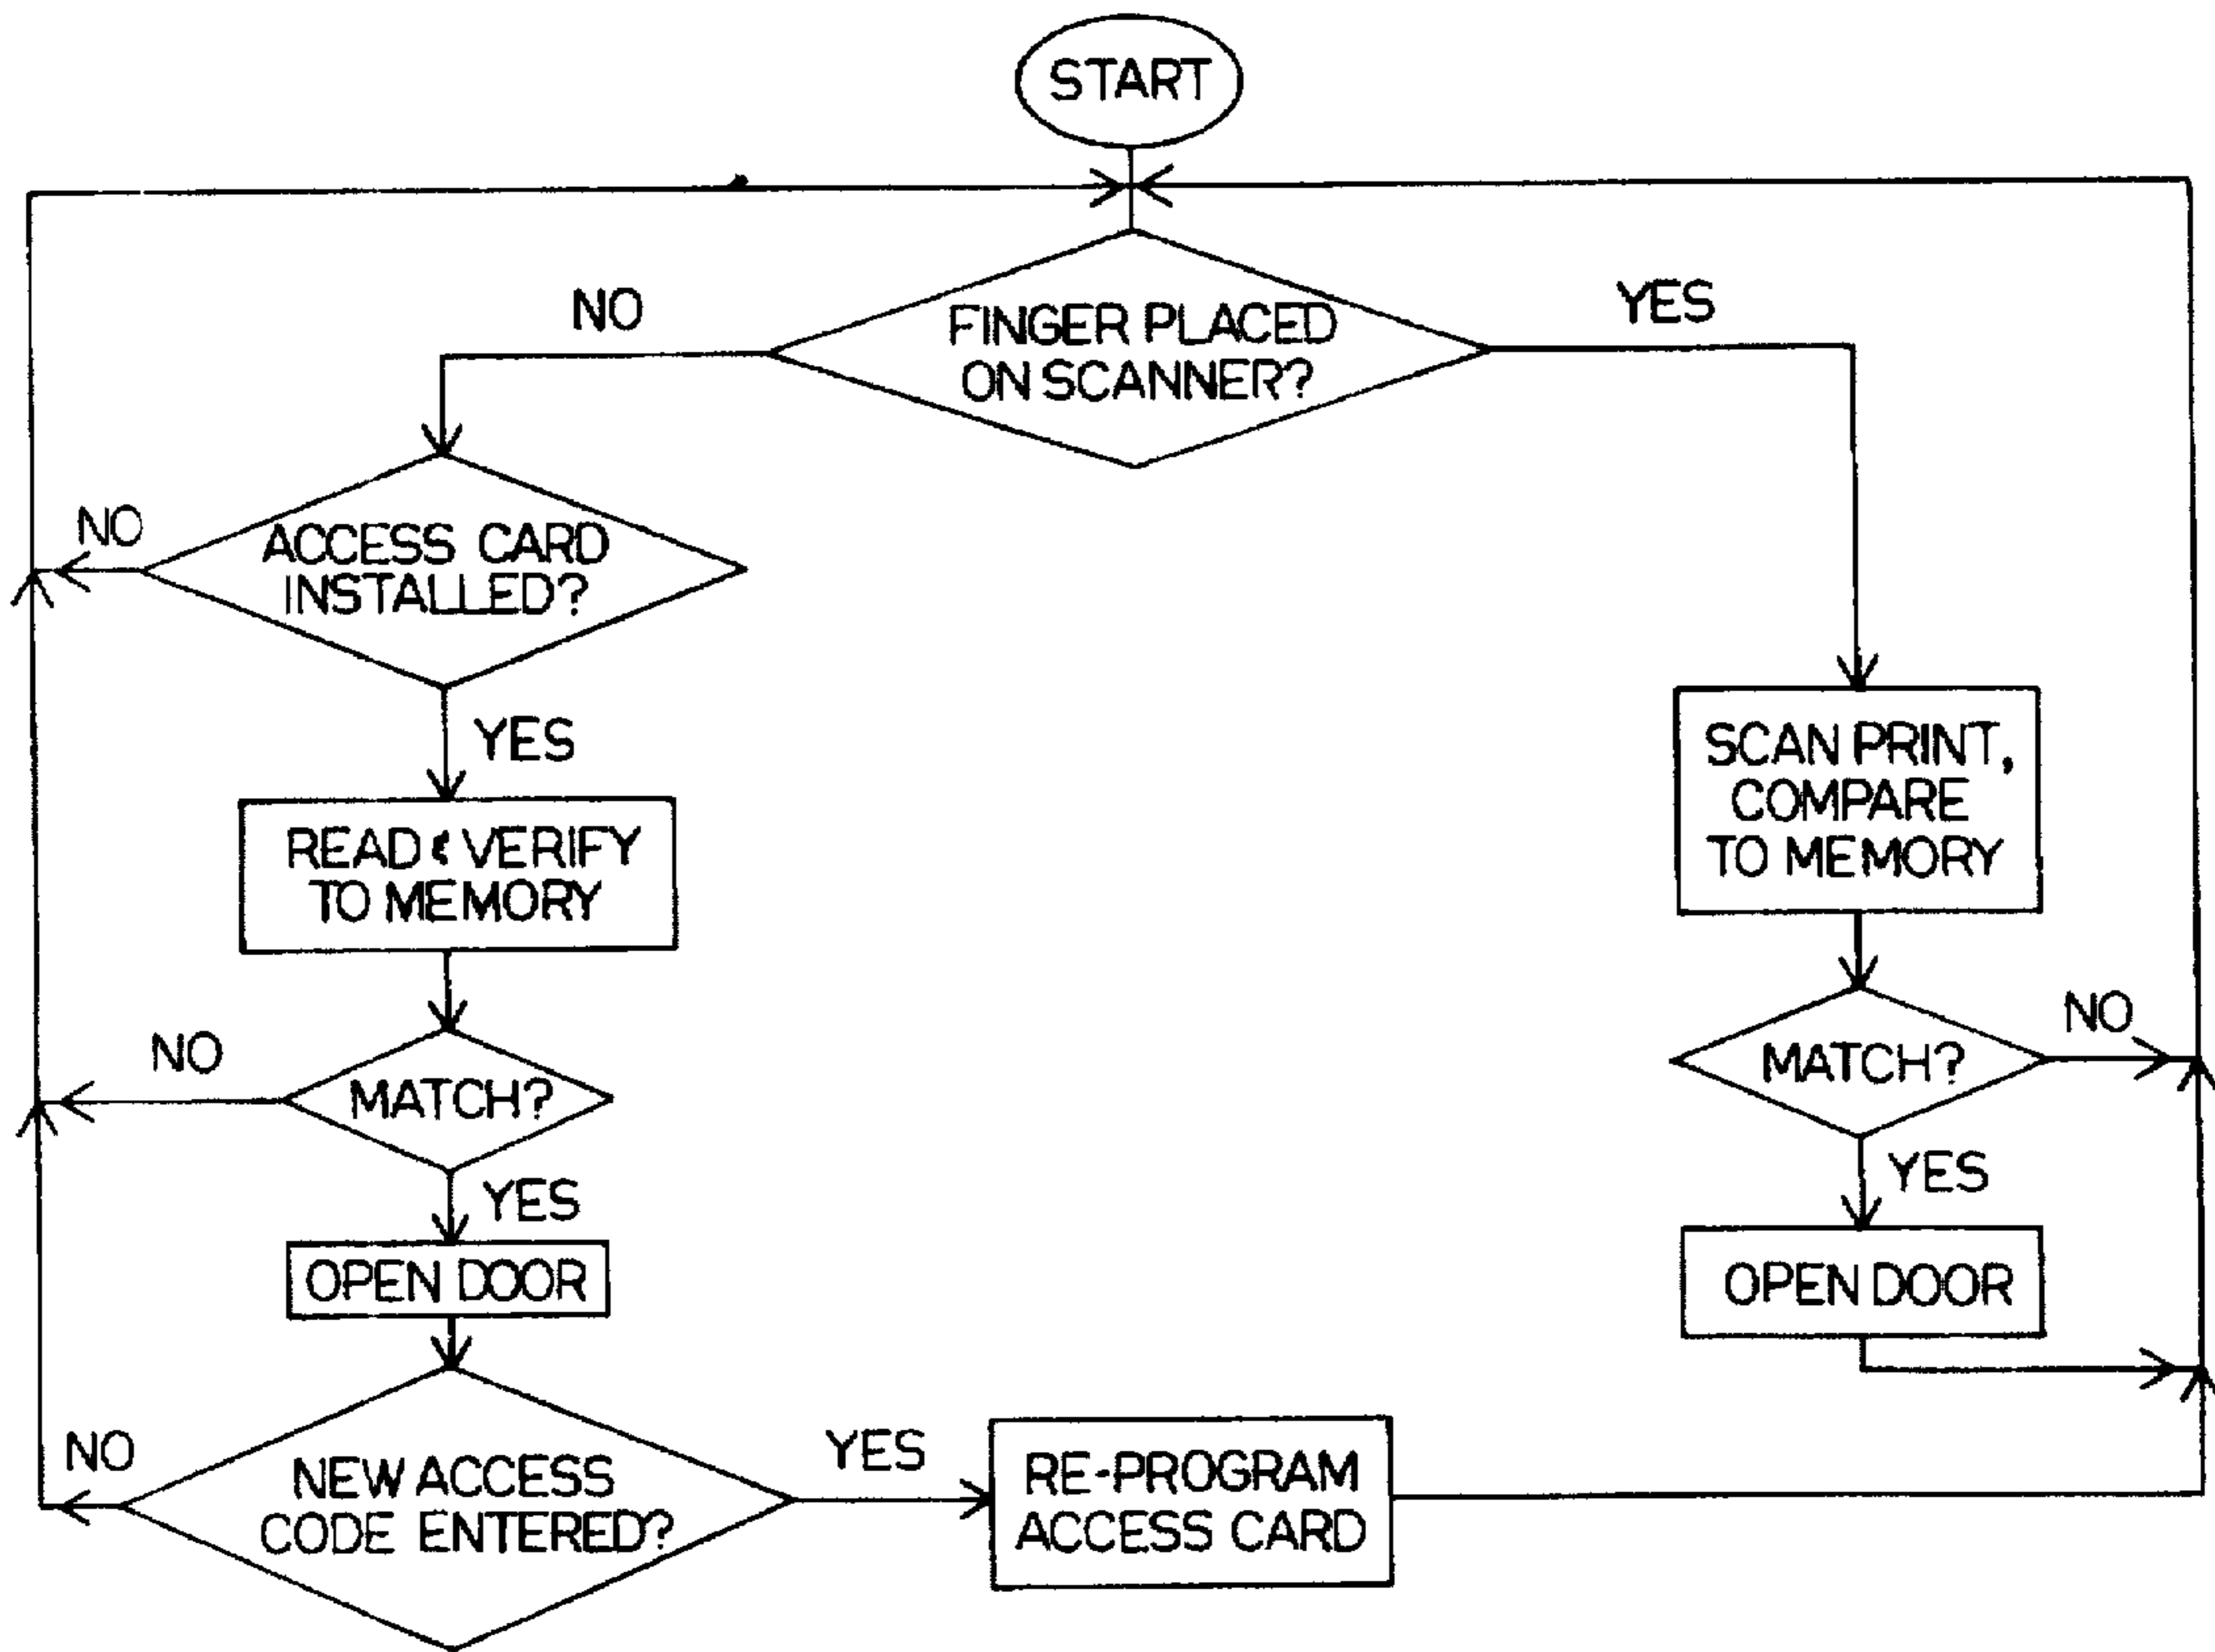 START
NO
FINGER PLACED
ON SCANNER?
YES
NO
ACCESS CARD
INSTALLED?
YES
READ & VERIFY
TO MEMORY
SCAN PRINT,
COMPARE
TO MEMORY
NO
MATCH?
YES
MATCH?
NO
YES
OPEN DOOR
OPEN DOOR
NO
NEW ACCESS
CODE ENTERED?
YES
RE-PROGRAM
ACCESS CARD